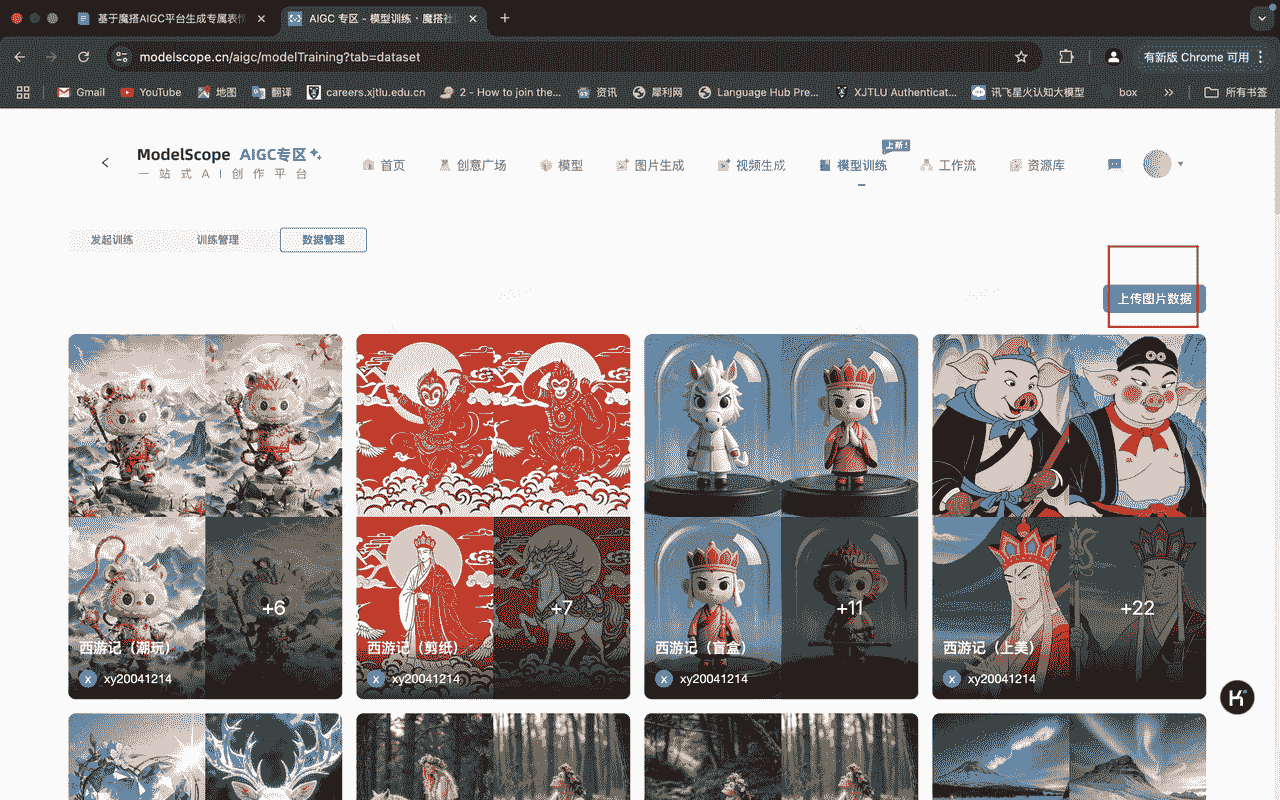 基于魔搭AIGC平台生成专属表情
AIGC 专区 - 模型训练 · 魔搭社区
modelscope.cn/aigc/modelTraining?tab=dataset
有新版 Chrome 可用
Gmail
YouTube
地图
翻译
careers.xjtlu.edu.cn
2 - How to join the...
资讯
犀利网
Language Hub Pre...
XJTLU Authenticat...
讯飞星火认知大模型
box
所有书签
ModelScope AIGC专区
一站式AI创作平台
首页
创意广场
模型
图片生成
视频生成
模型训练
上新!
工作流
资源库
发起训练
训练管理
数据管理
上传图片数据
+6
西游记（潮玩）
x xy20041214
+7
西游记（剪纸）
x xy20041214
+11
西游记（盲盒）
x xy20041214
+22
西游记（上美）
x xy20041214